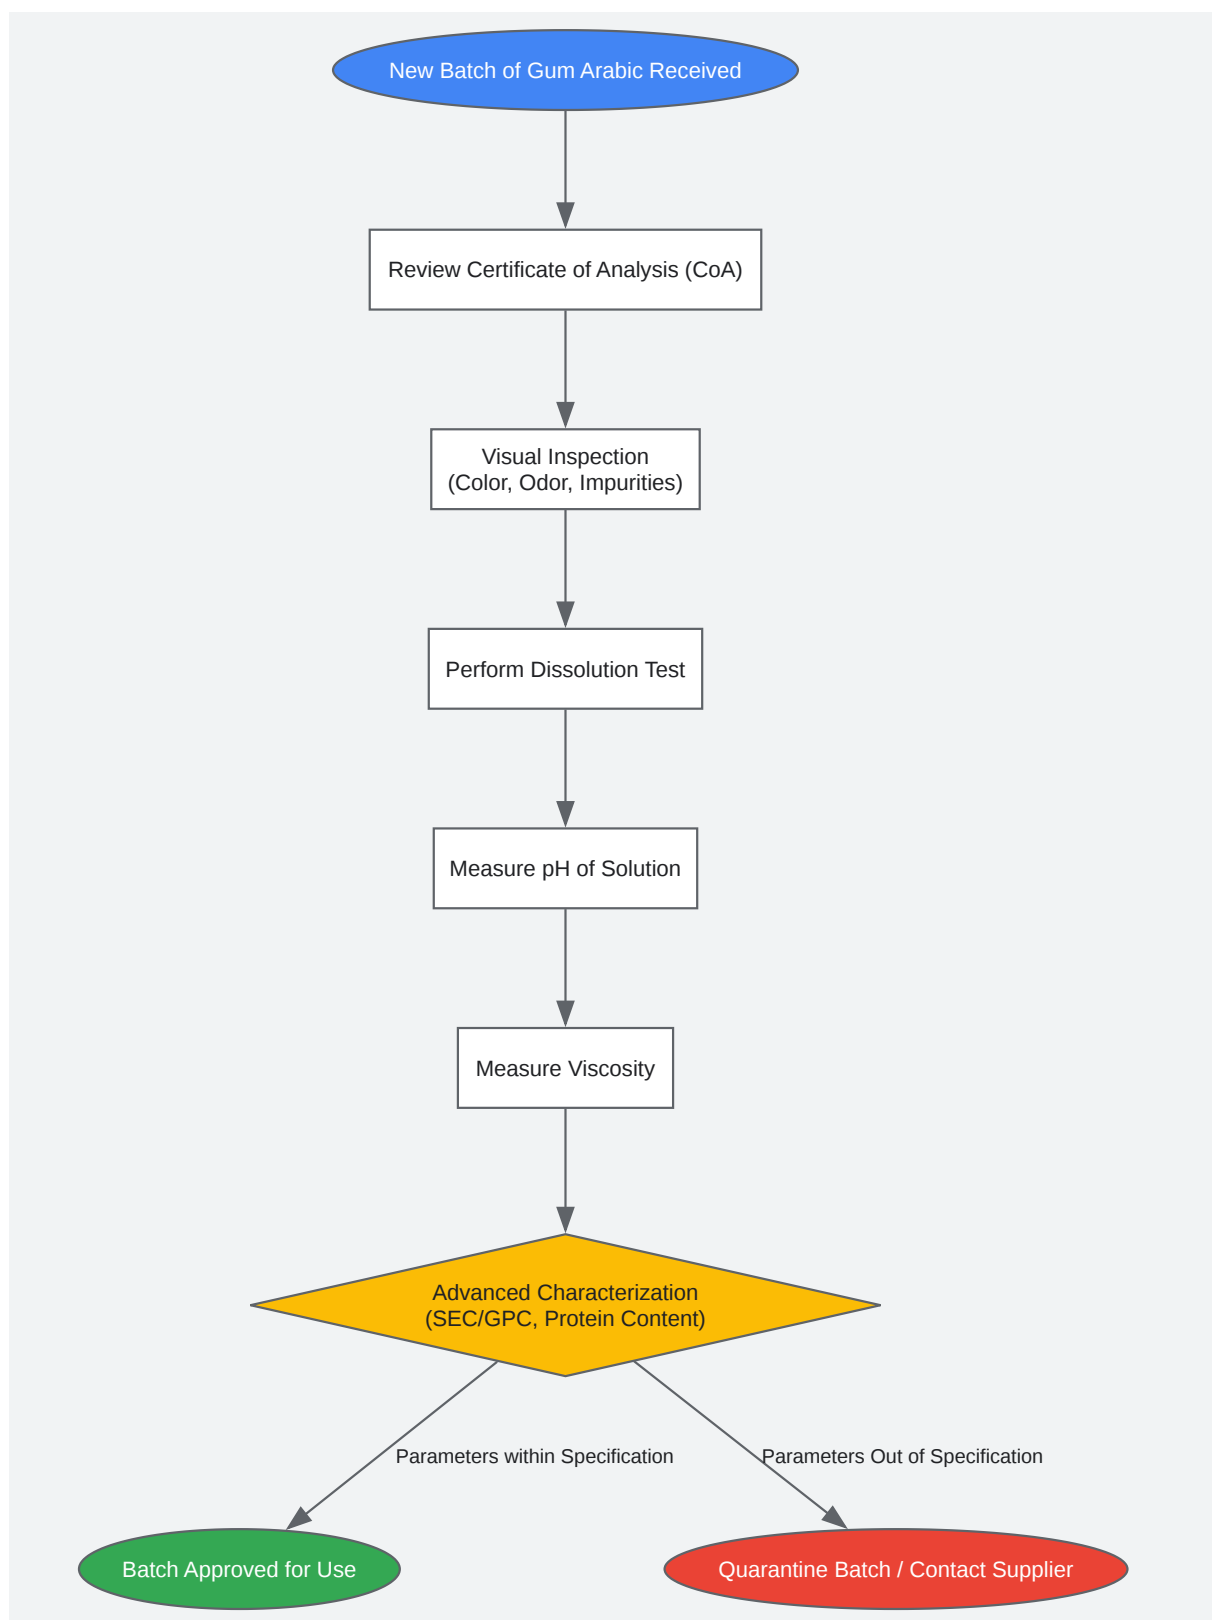 New Batch of Gum Arabic Received
Review Certificate of Analysis (CoA)
Visual Inspection
(Color, Odor, Impurities)
Perform Dissolution Test
Measure pH of Solution
Measure Viscosity
Advanced Characterization
(SEC/GPC, Protein Content)
Parameters within Specification
Parameters Out of Specification
Batch Approved for Use
Quarantine Batch / Contact Supplier